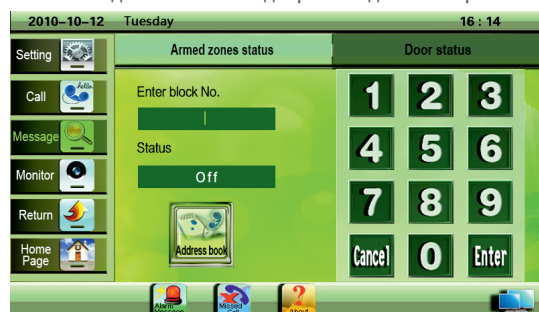 2010-10-12 Tuesday 16 : 14
Setting
Armed zones status
Door status
Call
hello
Enter block No.
Message
Status
Monitor
Off
Return
Home
Page
Address book
1 2 3
4 5 6
7 8 9
Cancel 0 Enter
Alarm
Missed
About